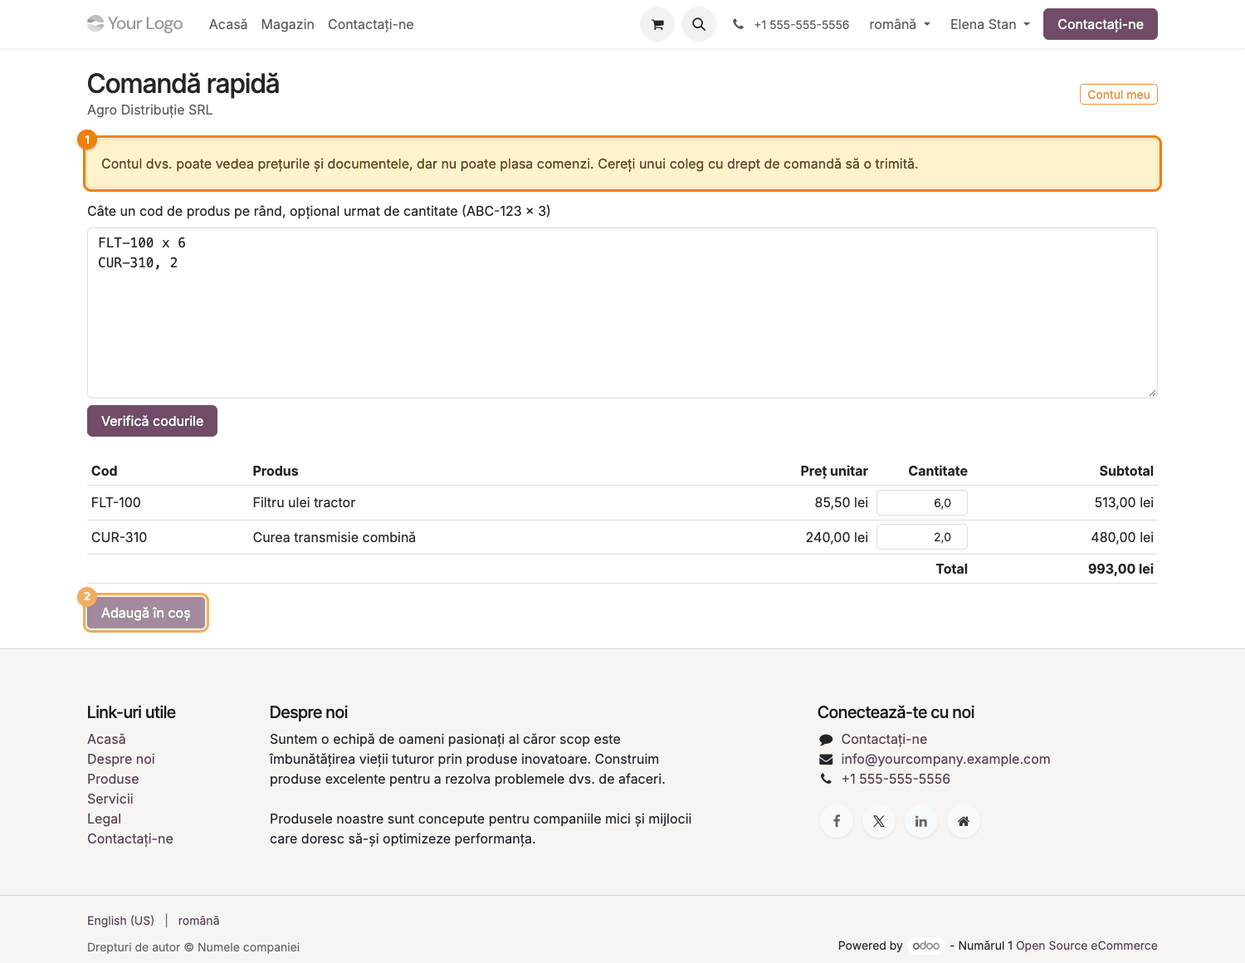 Your Logo
Acasă Magazin Contactați-ne
+1 555-555-5556 română Elena Stan Contactați-ne
Comandă rapidă
Agro Distribuție SRL
Contul meu
1
Contul dvs. poate vedea prețurile și documentele, dar nu poate plasa comenzi. Cereți unui coleg cu drept de comandă să o trimită.
Câte un cod de produs pe rând, opțional urmat de cantitate (ABC-123 × 3)
FLT-100 x 6
CUR-310, 2
Verifică codurile
Cod Produs Preț unitar Cantitate Subtotal
FLT-100 Filtru ulei tractor 85,50 lei 6,0 513,00 lei
CUR-310 Curea transmisie combină 240,00 lei 2,0 480,00 lei
Total 993,00 lei
2
Adaugă în coș
Link-uri utile
Acasă
Despre noi
Produse
Servicii
Legal
Contactați-ne
Despre noi
Suntem o echipă de oameni pasionați al căror scop este
îmbunătățirea vieții tuturor prin produse inovatoare. Construim
produse excelente pentru a rezolva problemele dvs. de afaceri.
Produsele noastre sunt concepute pentru companiile mici și mijlocii
care doresc să-și optimizeze performanța.
Conectează-te cu noi
Contactați-ne
info@yourcompany.example.com
+1 555-555-5556
English (US) | română
Drepturi de autor © Numele companiei
Powered by odoo - Numărul 1 Open Source eCommerce